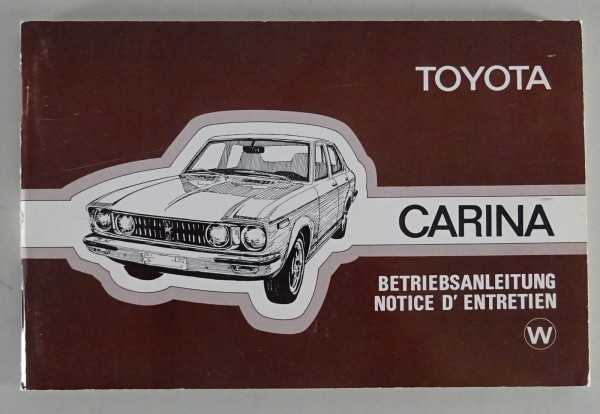 TOYOTA
CARINA
BETRIEBSANLEITUNG
NOTICE D' ENTRETIEN
W